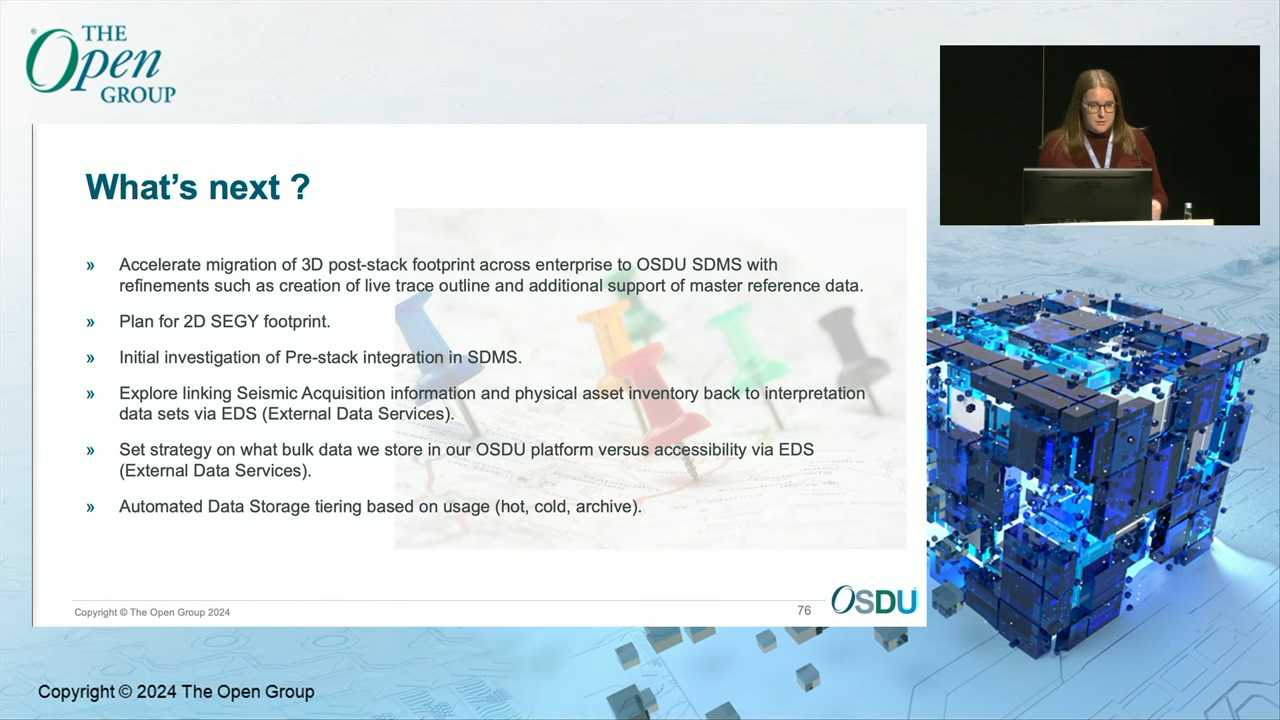 THE
Open
GROUP
What's next ?
» Accelerate migration of 3D post-stack footprint across enterprise to OSDU SDMS with
refinements such as creation of live trace outline and additional support of master reference data.
» Plan for 2D SEGY footprint.
» Initial investigation of Pre-stack integration in SDMS.
» Explore linking Seismic Acquisition information and physical asset inventory back to interpretation
data sets via EDS (External Data Services).
» Set strategy on what bulk data we store in our OSDU platform versus accessibility via EDS
(External Data Services).
» Automated Data Storage tiering based on usage (hot, cold, archive).
Copyright © The Open Group 2024
76
OSDU
Copyright © 2024 The Open Group